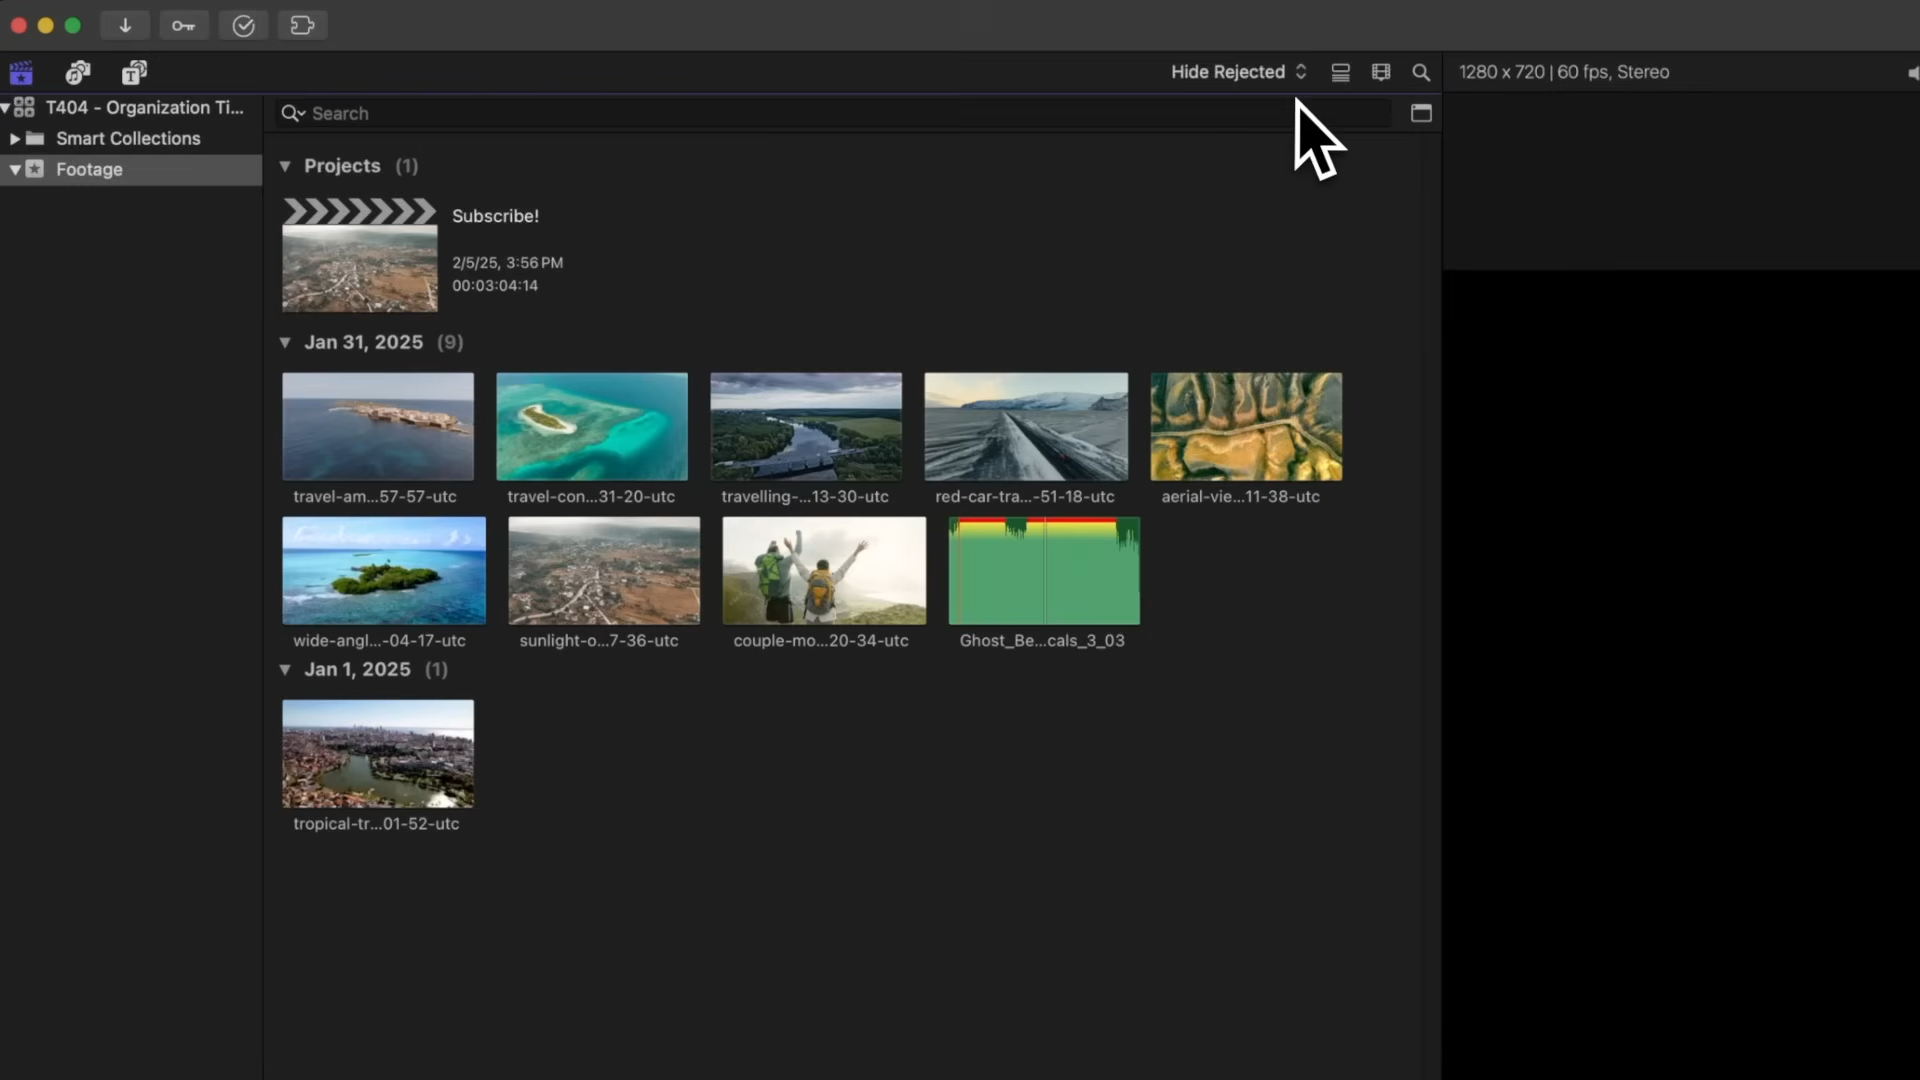 Hide Rejected
1280 x 720 | 60 fps, Stereo
T404 - Organization Ti...
Search
Smart Collections
Footage
Projects (1)
Subscribe!
2/5/25, 3:56 PM
00:03:04:14
Jan 31, 2025 (9)
travel-am...57-57-utc
travel-con...31-20-utc
travelling-...13-30-utc
red-car-tra...-51-18-utc
aerial-vie...11-38-utc
wide-angl...-04-17-utc
sunlight-o...7-36-utc
couple-mo...20-34-utc
Ghost_Be...cals_3_03
Jan 1, 2025 (1)
tropical-tr...01-52-utc